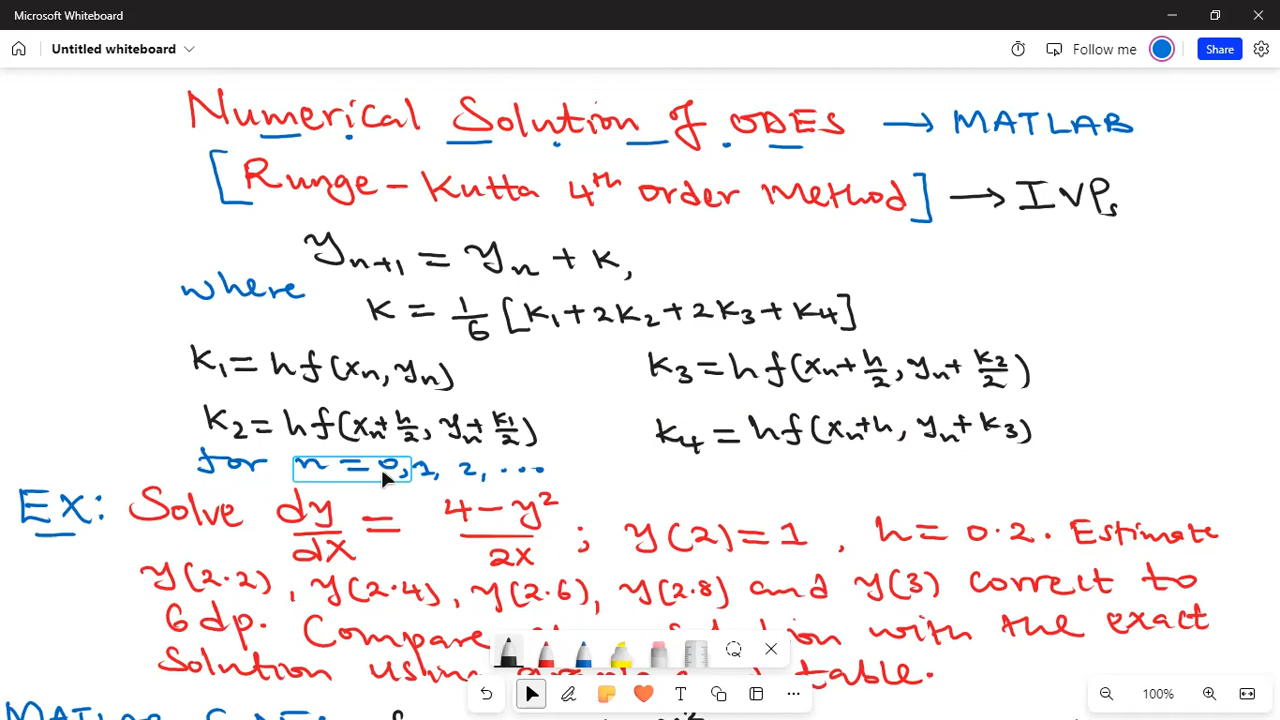 Microsoft Whiteboard
Untitled whiteboard
Follow me
Share
Numerical Solution of ODES → MATLAB
[Runge-Kutta 4th order Method] → IVPs
y_{n+1} = y_n + K,
where
K = 1/6 [K1 + 2K2 + 2K3 + K4]
K1 = hf(xn, yn)
K3 = hf(xn + h/2, yn + K2/2)
K2 = hf(xn + h/2, yn + K1/2)
K4 = hf(xn + h, yn + K3)
for n = 0, 1, 2, ...
EX: Solve dy/dx = 4 - y²/2x ; y(2) = 1, h = 0.2. Estimate
y(2.2), y(2.4), y(2.6), y(2.8) and y(3) correct to
6 dp. Compare with the exact
Solution table.
100%